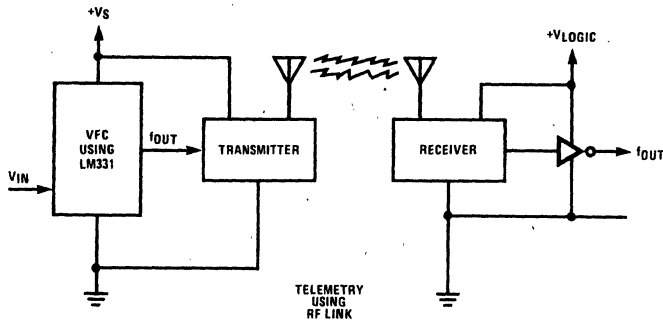 +VS
+VLOGIC
VFC
USING
LM331
fOUT
TRANSMITTER
RECEIVER
fOUT
VIN
TELEMETRY
USING
RF LINK